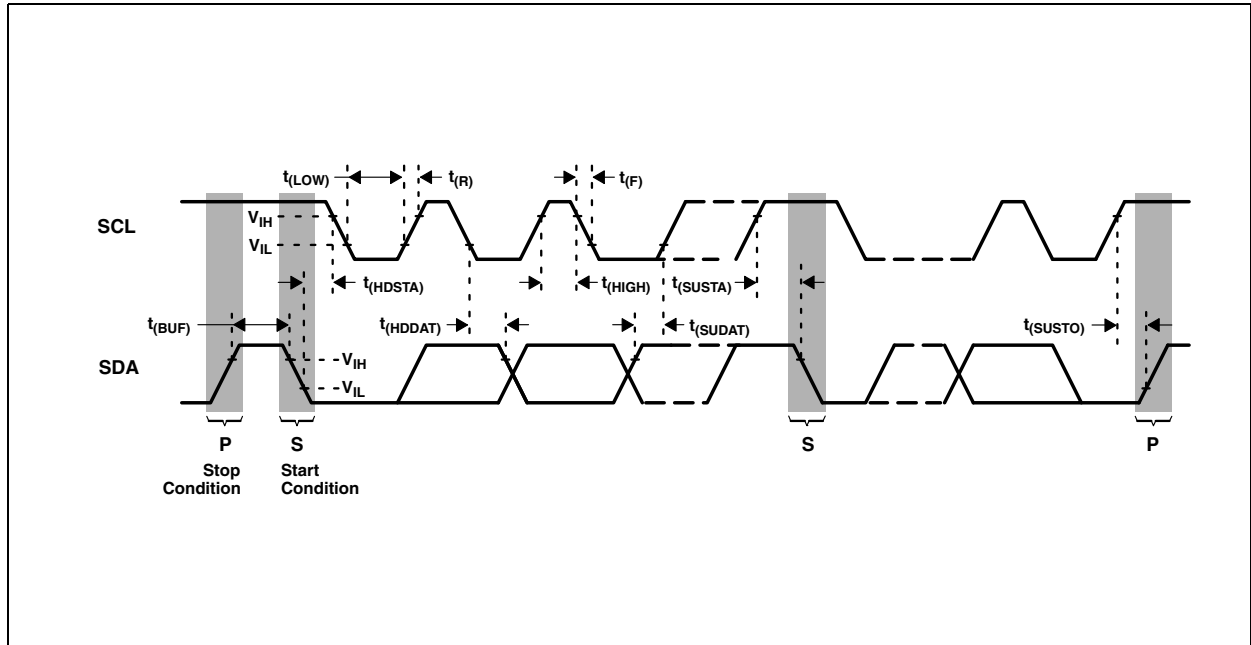 t(LOW) t(R) t(F)
SCL
VIH
VIL
t(HDSTA) t(HIGH) t(SUSTA)
t(BUF) t(HDDAT) t(SUDAT) t(SUSTO)
SDA
VIH
VIL
P S S P
Stop Condition
Start Condition